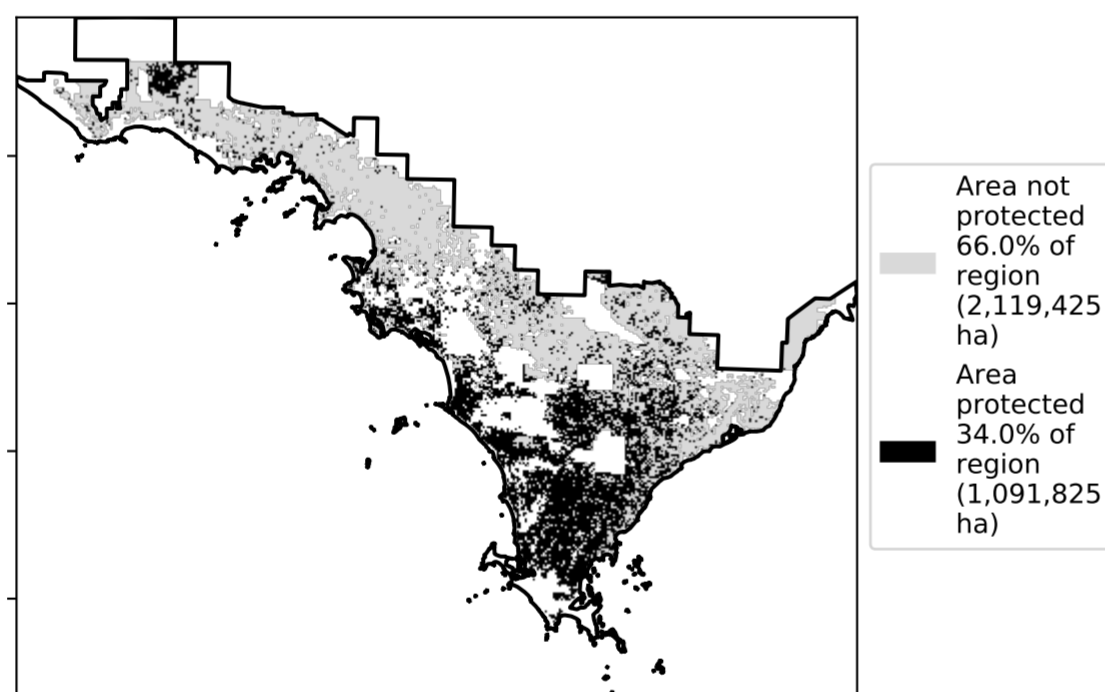 Area not
protected
66.0% of
region
(2,119,425
ha)
Area
protected
34.0% of
region
(1,091,825
ha)